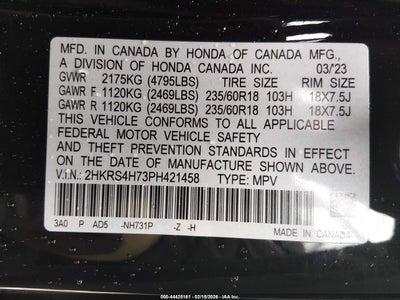 MFD. IN CANADA BY HONDA OF CANADA MFG.,
A DIVISION OF HONDA CANADA INC. 03/23
GVWR 2175KG (4795LBS) TIRE SIZE RIM SIZE
GAWR F 1120KG (2469LBS) 235/60R18 103H 18X7.5J
GAWR R 1120KG (2469LBS) 235/60R18 103H 18X7.5J
THIS VEHICLE CONFORMS TO ALL APPLICABLE
FEDERAL MOTOR VEHICLE SAFETY
AND THEFT PREVENTION STANDARDS IN EFFECT ON
THE DATE OF MANUFACTURE SHOWN ABOVE.
V.I.N.: 2HKRS4H73PH421458 TYPE: MPV
3A0 P AD5 -NH731P -Z -H
MADE IN CANADA
000-44425161 - 02/18/2026 - IAA Inc.